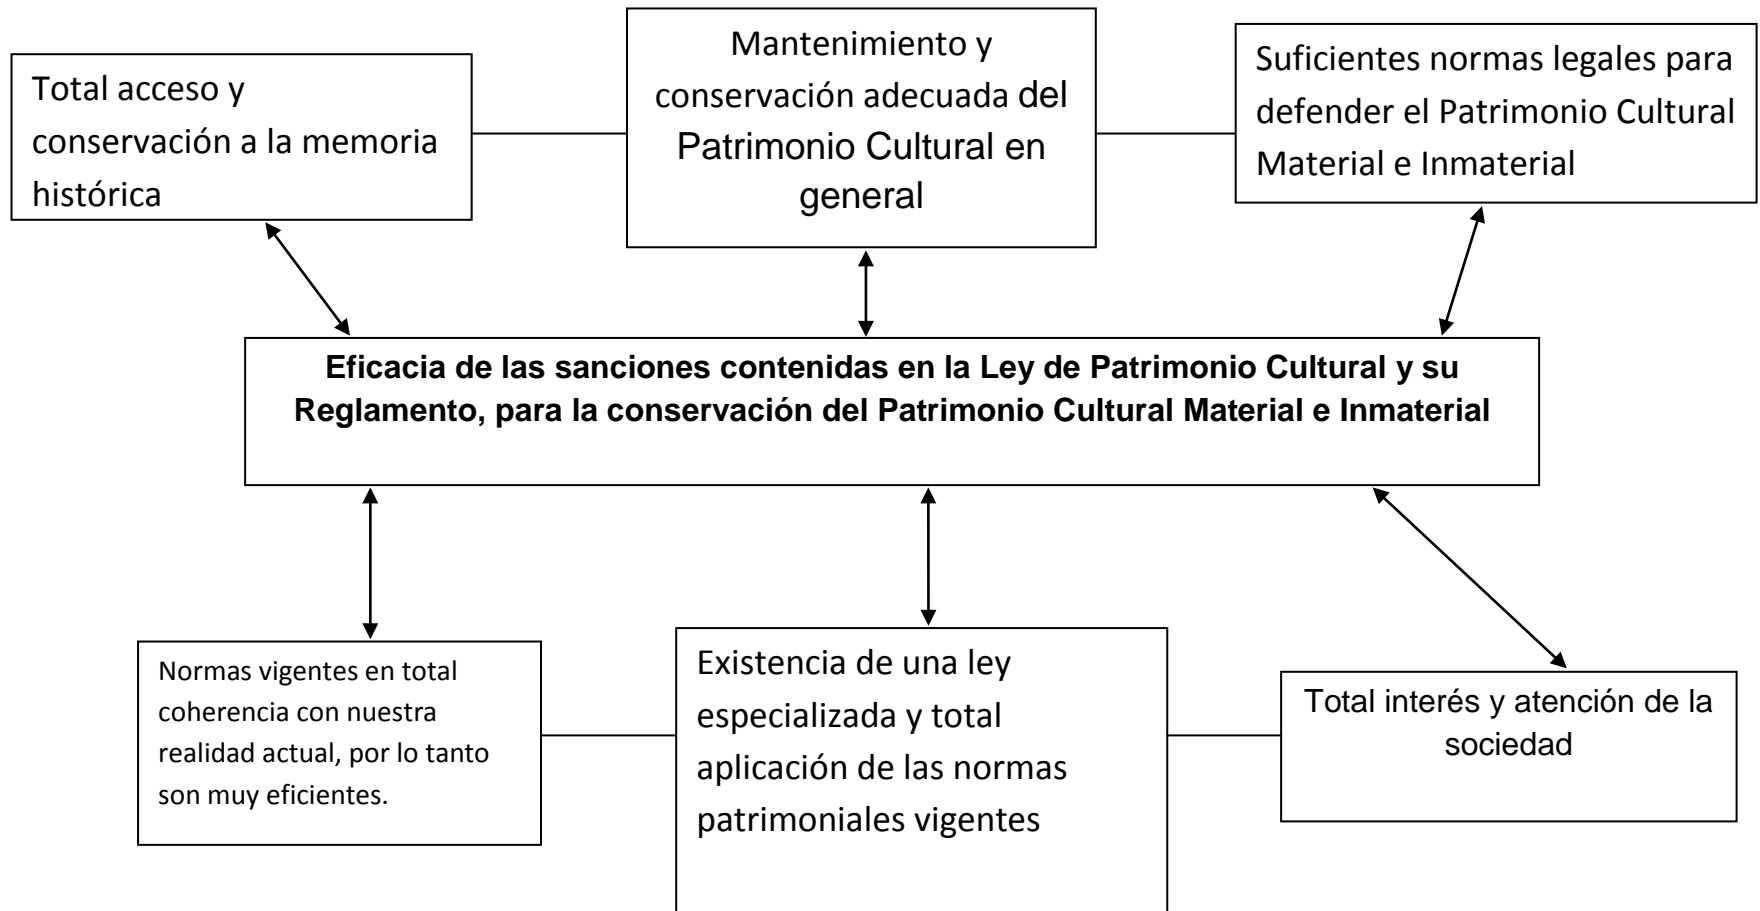 Total acceso y
conservación a la memoria
histórica
Mantenimiento y
conservación adecuada del
Patrimonio Cultural en
general
Suficientes normas legales para
defender el Patrimonio Cultural
Material e Inmaterial
Eficacia de las sanciones contenidas en la Ley de Patrimonio Cultural y su
Reglamento, para la conservación del Patrimonio Cultural Material e Inmaterial
Normas vigentes en total
coherencia con nuestra
realidad actual, por lo tanto
son muy eficientes.
Existencia de una ley
especializada y total
aplicación de las normas
patrimoniales vigentes
Total interés y atención de la
sociedad